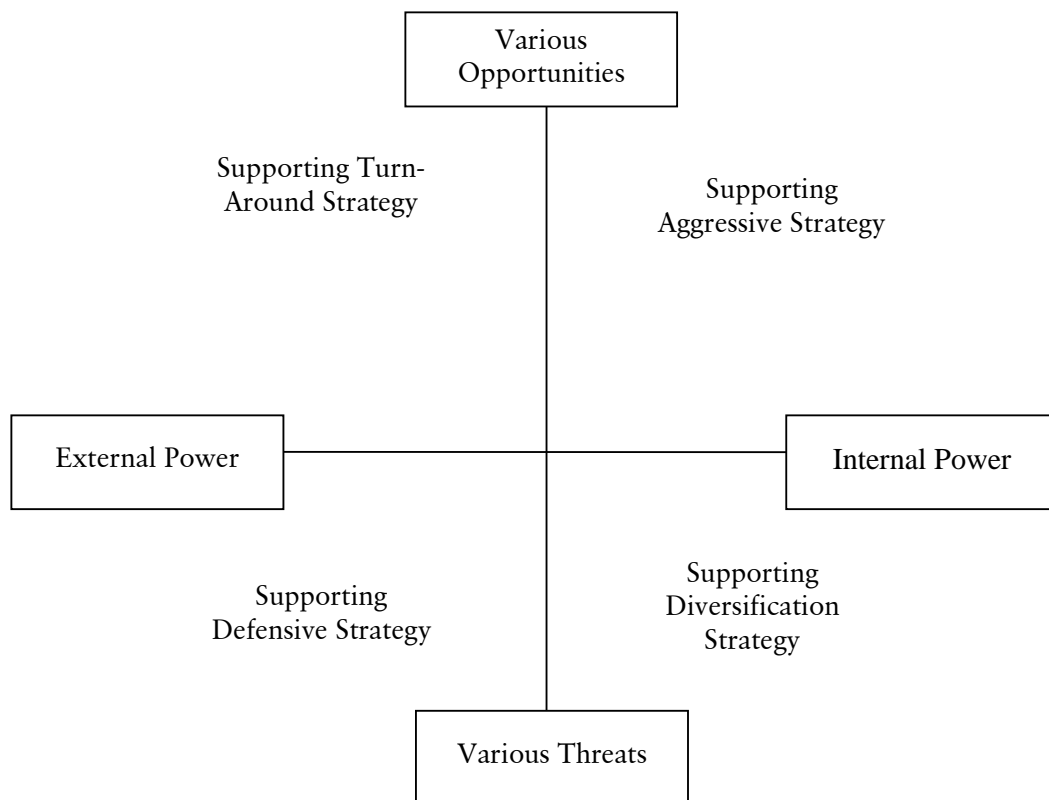 Various
Opportunities
Supporting Turn-
Around Strategy
Supporting
Aggressive Strategy
External Power
Internal Power
Supporting
Defensive Strategy
Supporting
Diversification
Strategy
Various Threats